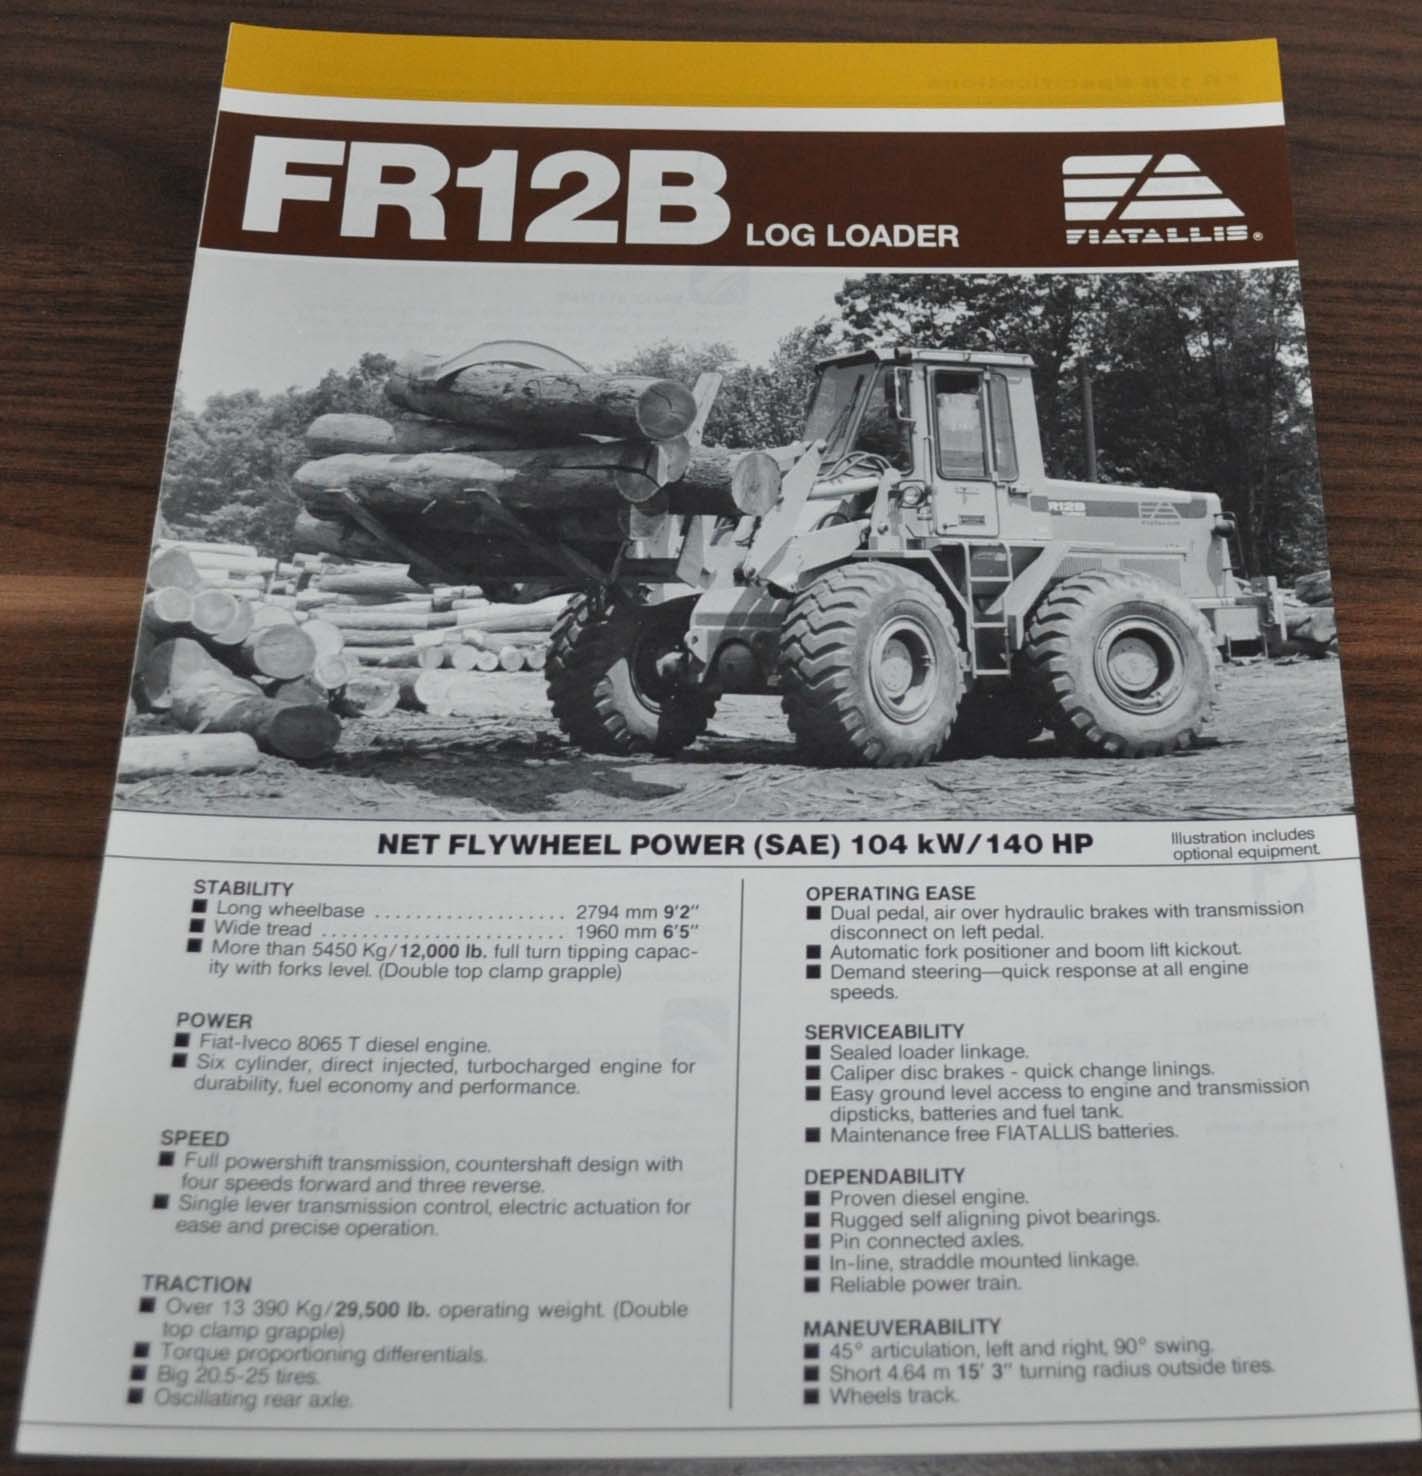 FR12B LOG LOADER
FIATALLIS®
R12B
FIATALLIS
NET FLYWHEEL POWER (SAE) 104 kW/140 HP
Illustration includes
optional equipment.
STABILITY
■ Long wheelbase ................... 2794 mm 9'2"
■ Wide tread ........................ 1960 mm 6'5"
■ More than 5450 Kg/12,000 lb. full turn tipping capac-
ity with forks level. (Double top clamp grapple)
POWER
■ Fiat-Iveco 8065 T diesel engine.
■ Six cylinder, direct injected, turbocharged engine for
durability, fuel economy and performance.
SPEED
■ Full powershift transmission, countershaft design with
four speeds forward and three reverse.
■ Single lever transmission control, electric actuation for
ease and precise operation.
TRACTION
■ Over 13 390 Kg/29,500 lb. operating weight. (Double
top clamp grapple)
■ Torque proportioning differentials.
■ Big 20.5-25 tires.
■ Oscillating rear axle.
OPERATING EASE
■ Dual pedal, air over hydraulic brakes with transmission
disconnect on left pedal.
■ Automatic fork positioner and boom lift kickout.
■ Demand steering—quick response at all engine
speeds.
SERVICEABILITY
■ Sealed loader linkage.
■ Caliper disc brakes - quick change linings.
■ Easy ground level access to engine and transmission
dipsticks, batteries and fuel tank.
■ Maintenance free FIATALLIS batteries.
DEPENDABILITY
■ Proven diesel engine.
■ Rugged self aligning pivot bearings.
■ Pin connected axles.
■ In-line, straddle mounted linkage.
■ Reliable power train.
MANEUVERABILITY
■ 45° articulation, left and right, 90° swing.
■ Short 4.64 m 15' 3" turning radius outside tires.
■ Wheels track.